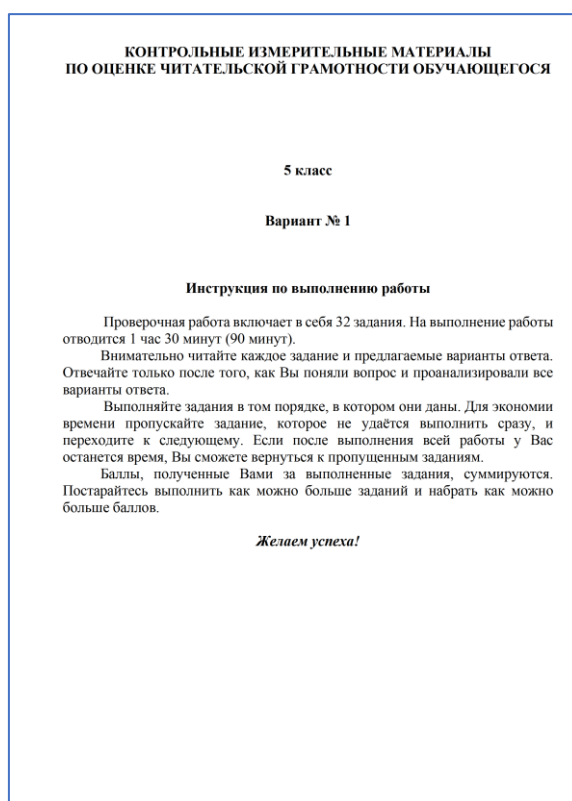 КОНТРОЛЬНЫЕ ИЗМЕРИТЕЛЬНЫЕ МАТЕРИАЛЫ
ПО ОЦЕНКЕ ЧИТАТЕЛЬСКОЙ ГРАМОТНОСТИ ОБУЧАЮЩЕГОСЯ
5 класс
Вариант № 1
Инструкция по выполнению работы
Проверочная работа включает в себя 32 задания. На выполнение работы
отводится 1 час 30 минут (90 минут).
Внимательно читайте каждое задание и предлагаемые варианты ответа.
Отвечайте только после того, как Вы поняли вопрос и проанализировали все
варианты ответа.
Выполняйте задания в том порядке, в котором они даны. Для экономии
времени пропускайте задание, которое не удаётся выполнить сразу, и
переходите к следующему. Если после выполнения всей работы у Вас
останется время, Вы сможете вернуться к пропущенным заданиям.
Баллы, полученные Вами за выполненные задания, суммируются.
Постарайтесь выполнить как можно больше заданий и набрать как можно
больше баллов.
Желаем успеха!